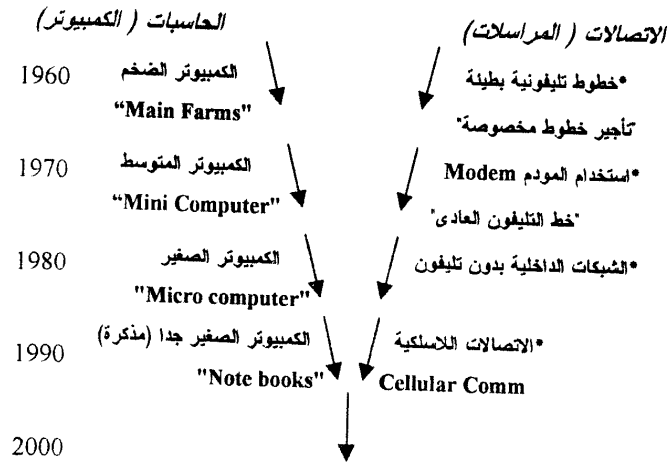 الاتصالات ( المراسلات)
الحاسبات ( الكمبيوتر)
1960
الكمبيوتر الضخم
“Main Farms"
•خطوط تليفونية بطيئة
"تأجير خطوط مخصوصة"
1970
الكمبيوتر المتوسط
“Mini Computer"
•استخدام المودم Modem
"خط التليفون العادى"
1980
الكمبيوتر الصغير
"Micro computer"
•الشبكات الداخلية بدون تليفون
1990
الكمبيوتر الصغير جدا (مذكرة)
"Note books"
•الاتصالات اللاسلكية
Cellular Comm
2000